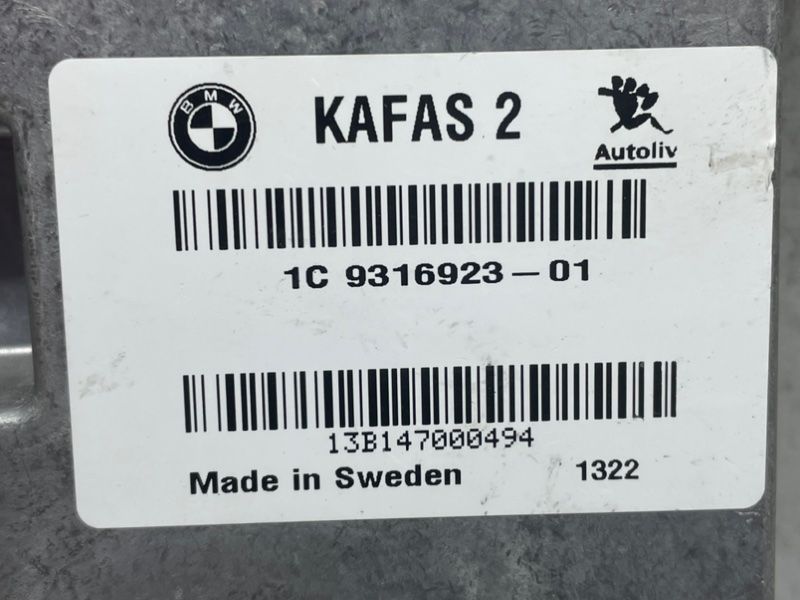 BMW
KAFAS 2
Autoliv
1C 9316923-01
13B147000494
Made in Sweden 1322